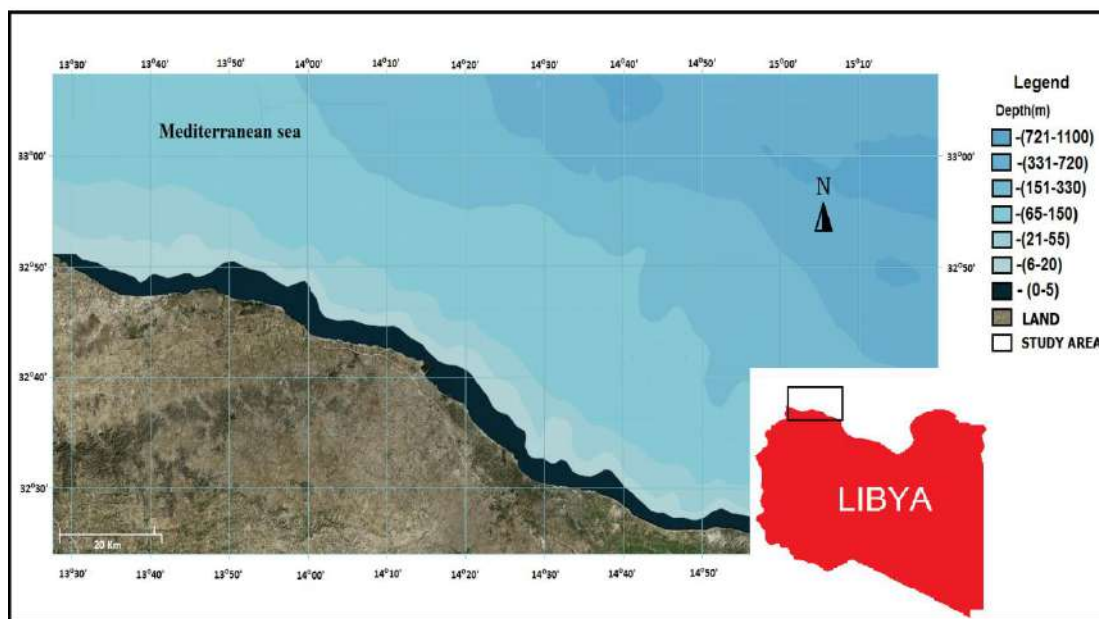 13°30' 13°40' 13°50' 14°00' 14°10' 14°20' 14°30' 14°40' 14°50' 15°00' 15°10'
Mediterranean sea
33°00' 33°00'
N
32°50' 32°50'
32°40'
32°30'
20 Km
13°30' 13°40' 13°50' 14°00' 14°10' 14°20' 14°30' 14°40' 14°50'
Legend
Depth(m)
-(721-1100)
-(331-720)
-(151-330)
-(65-150)
-(21-55)
-(6-20)
- (0-5)
LAND
STUDY AREA
LIBYA